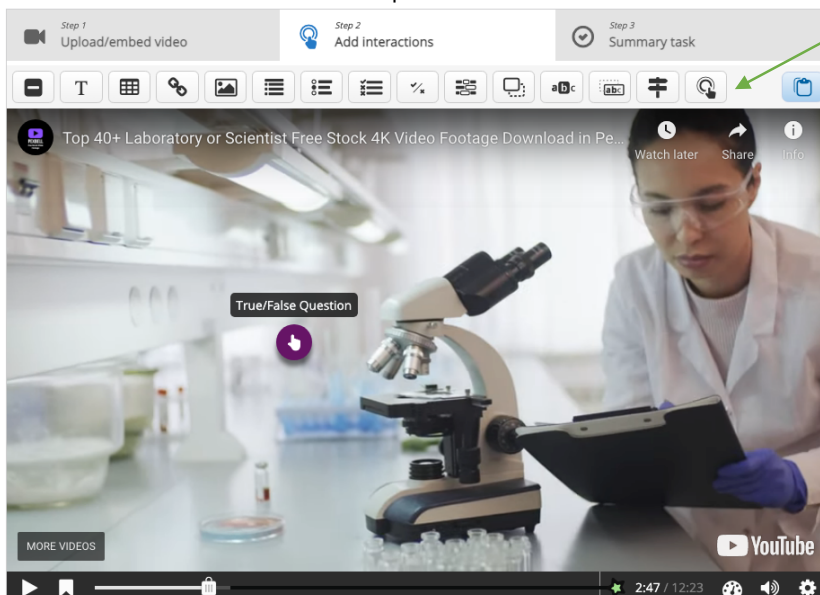 Step 1
Upload/embed video
Step 2
Add interactions
Step 3
Summary task
T
abc
abc
Top 40+ Laboratory or Scientist Free Stock 4K Video Footage Download in Pe...
Watch later
Share
Info
True/False Question
MORE VIDEOS
YouTube
2:47 / 12:23